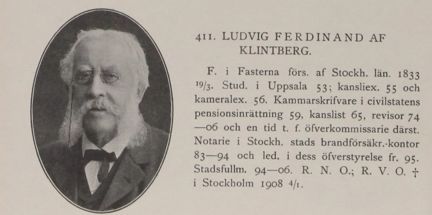 411. LUDVIG FERDINAND AF
KLINTBERG.
F. i Fasterna förs. af Stockh. län. 1833
19/3. Stud. i Uppsala 53; kansliex. 55 och
kameralex. 56. Kammarskrifvare i civilstatens
pensionsinrättning 59, kanslist 65, revisor 74
—06 och en tid t. f. öfverkommissarie därst.
Notarie i Stockh. stads brandförsäkr.-kontor
83—94 och led. i dess öfverstyrelse fr. 95.
Stadsfullm. 94—06. R. N. O.; R. V. O. †
i Stockholm 1908 4/1.